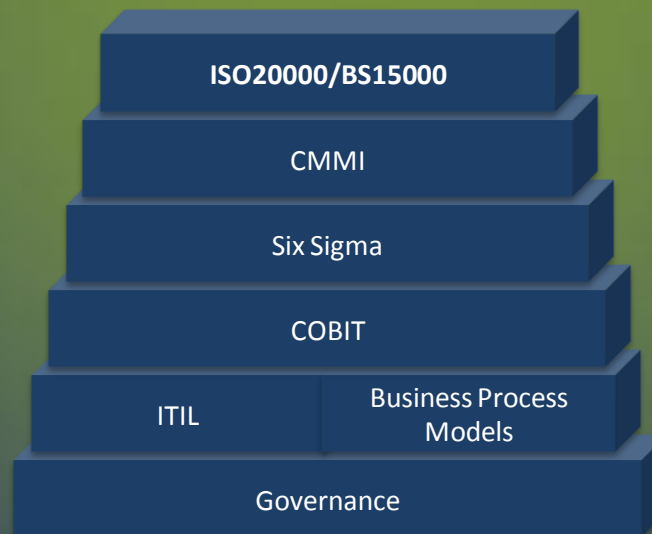 ISO20000/BS15000
CMMI
Six Sigma
COBIT
ITIL
Business Process
Models
Governance